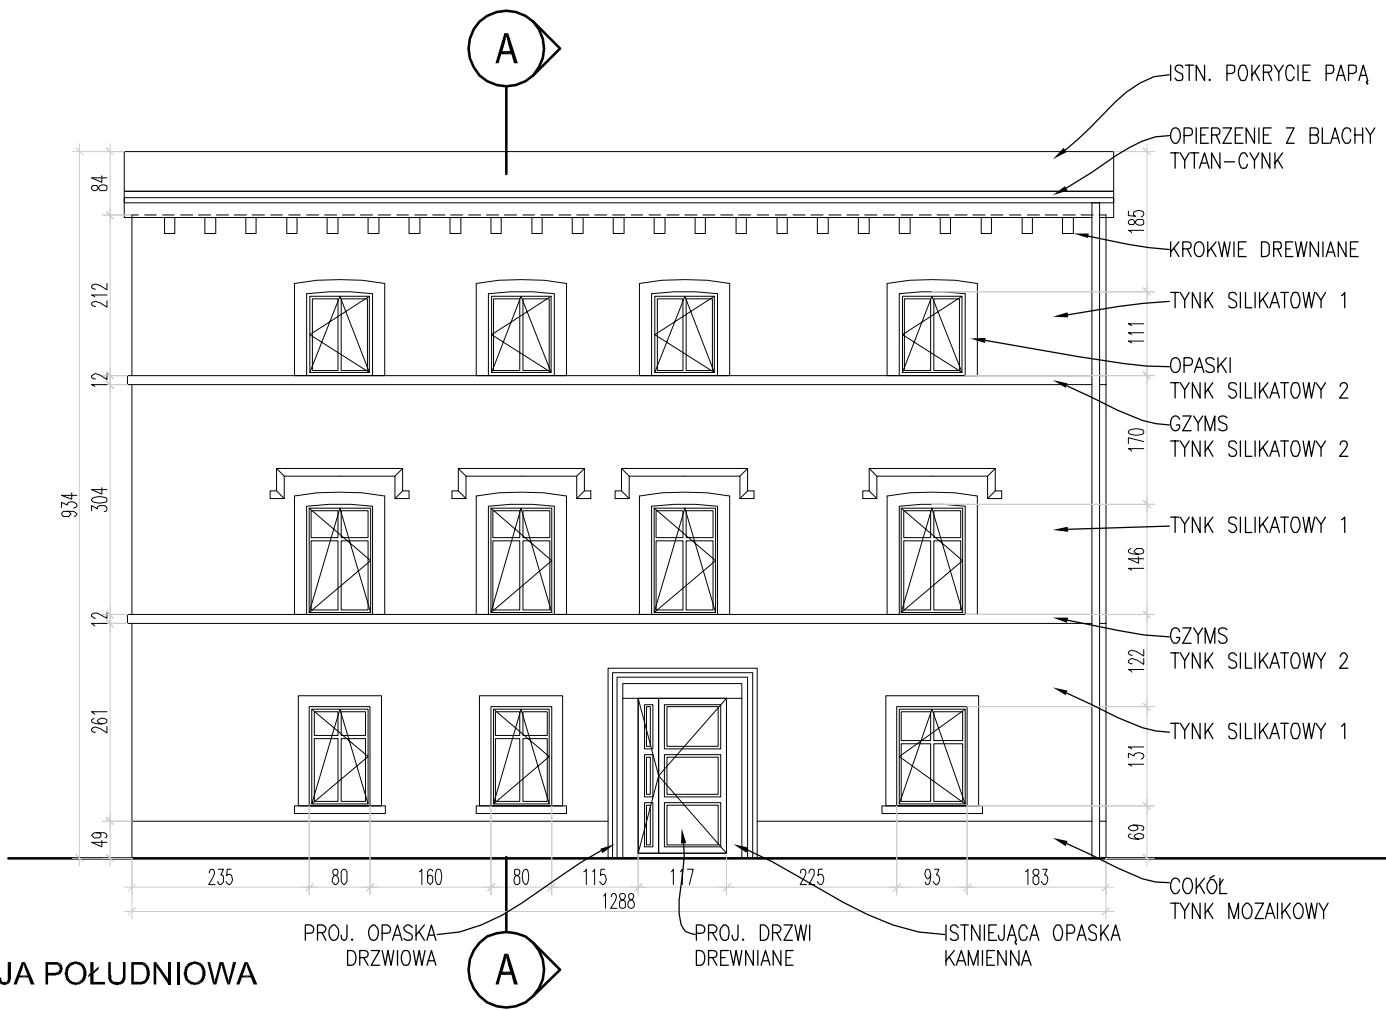 A
ISTN. POKRYCIE PAPĄ
OPIERZENIE Z BLACHY
TYTAN-CYNK
KROKWIE DREWNIANE
TYNK SILIKATOWY 1
OPASKI
TYNK SILIKATOWY 2
GZYMS
TYNK SILIKATOWY 2
TYNK SILIKATOWY 1
GZYMS
TYNK SILIKATOWY 2
TYNK SILIKATOWY 1
COKÓŁ
TYNK MOZAIKOWY
84
212
12
304
12
261
49
934
185
111
170
146
122
131
69
235
80
160
80
115
117
225
93
183
1288
PROJ. OPASKA
DRZWIOWA
PROJ. DRZWI
DREWNIANE
ISTNIEJĄCA OPASKA
KAMIENNA
A
JA POŁUDNIOWA